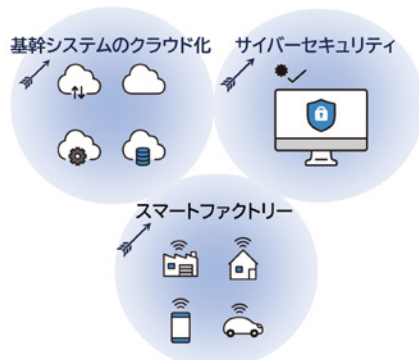 基幹システムのクラウド化
サイバーセキュリティ
スマートファクトリー